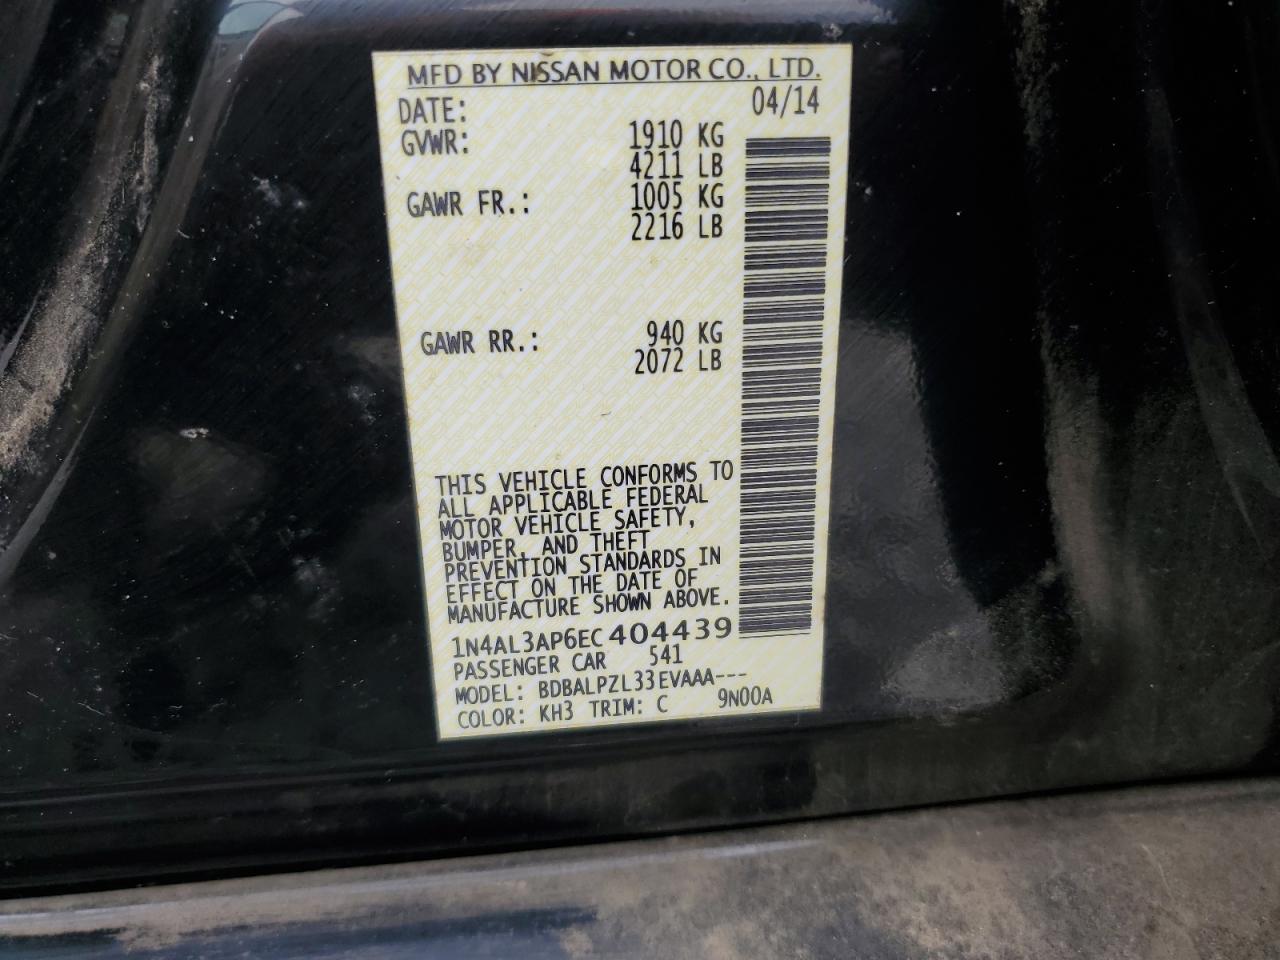 MFD BY NISSAN MOTOR CO., LTD.
DATE: 04/14
GVWR: 1910 KG
4211 LB
GAWR FR.: 1005 KG
2216 LB
GAWR RR.: 940 KG
2072 LB
THIS VEHICLE CONFORMS TO
ALL APPLICABLE FEDERAL
MOTOR VEHICLE SAFETY,
BUMPER, AND THEFT
PREVENTION STANDARDS IN
EFFECT ON THE DATE OF
MANUFACTURE SHOWN ABOVE.
1N4AL3AP6EC404439
PASSENGER CAR 541
MODEL: BDBALPZL33EVAAA---
COLOR: KH3 TRIM: C 9N00A